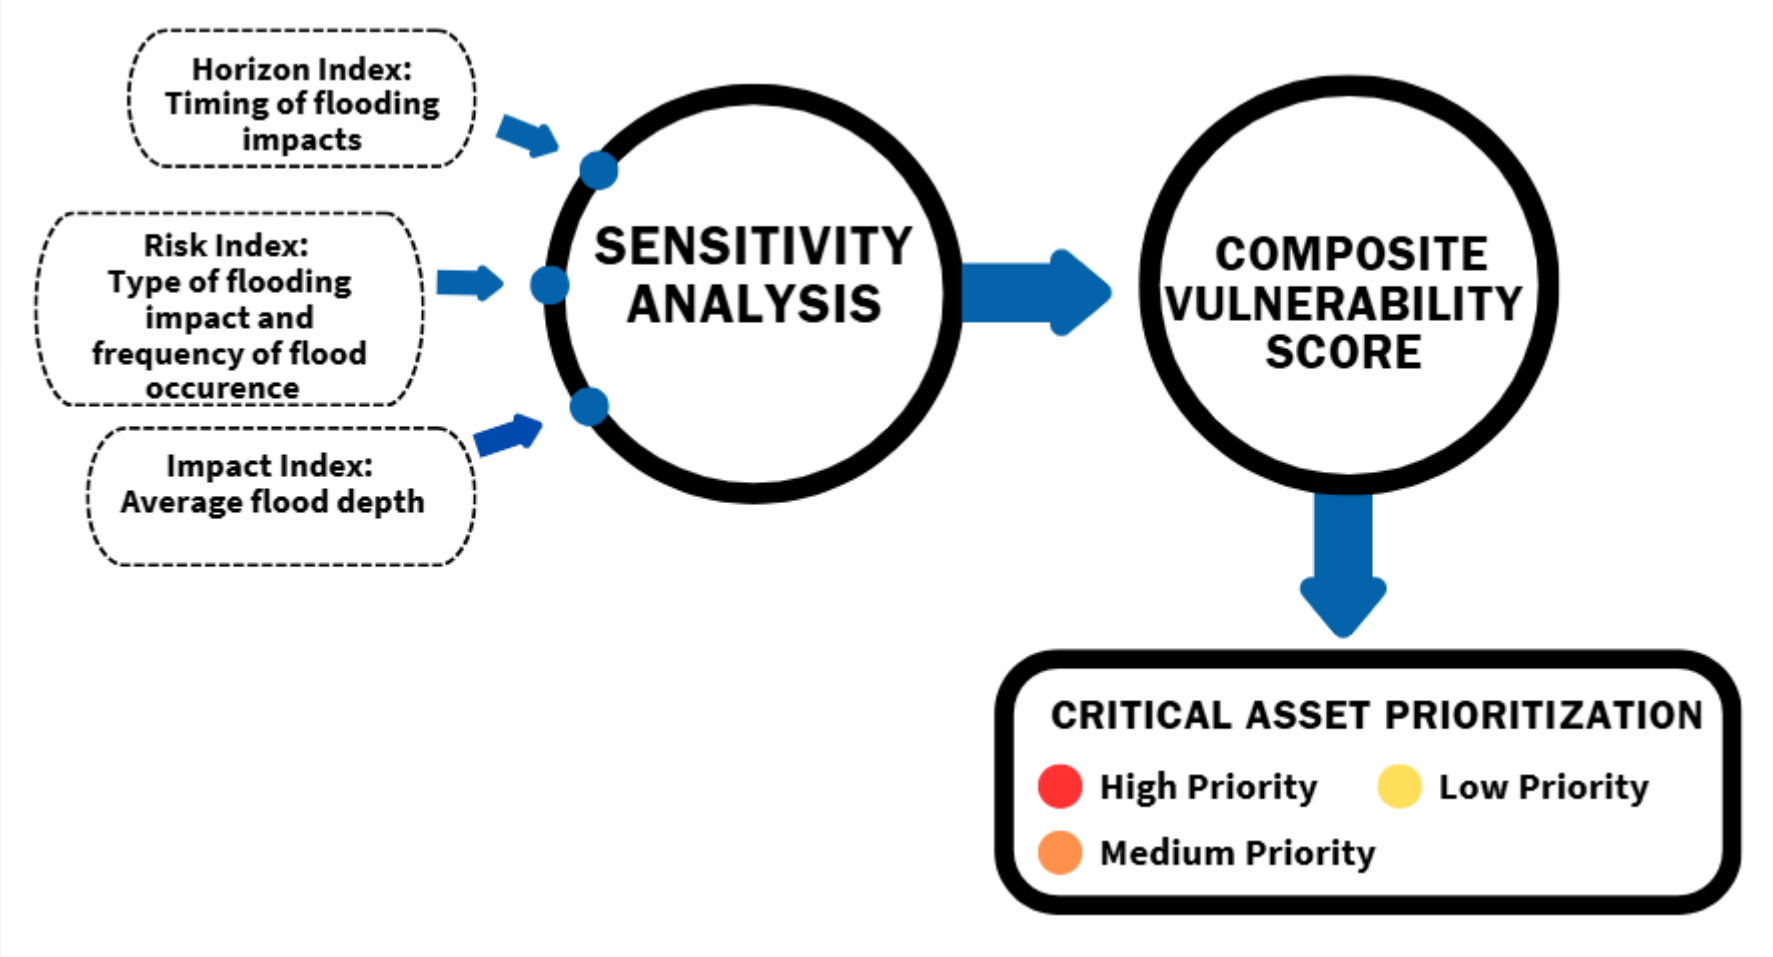 Horizon Index:
Timing of flooding
impacts
Risk Index:
Type of flooding
impact and
frequency of flood
occurence
Impact Index:
Average flood depth
SENSITIVITY
ANALYSIS
COMPOSITE
VULNERABILITY
SCORE
CRITICAL ASSET PRIORITIZATION
High Priority
Low Priority
Medium Priority